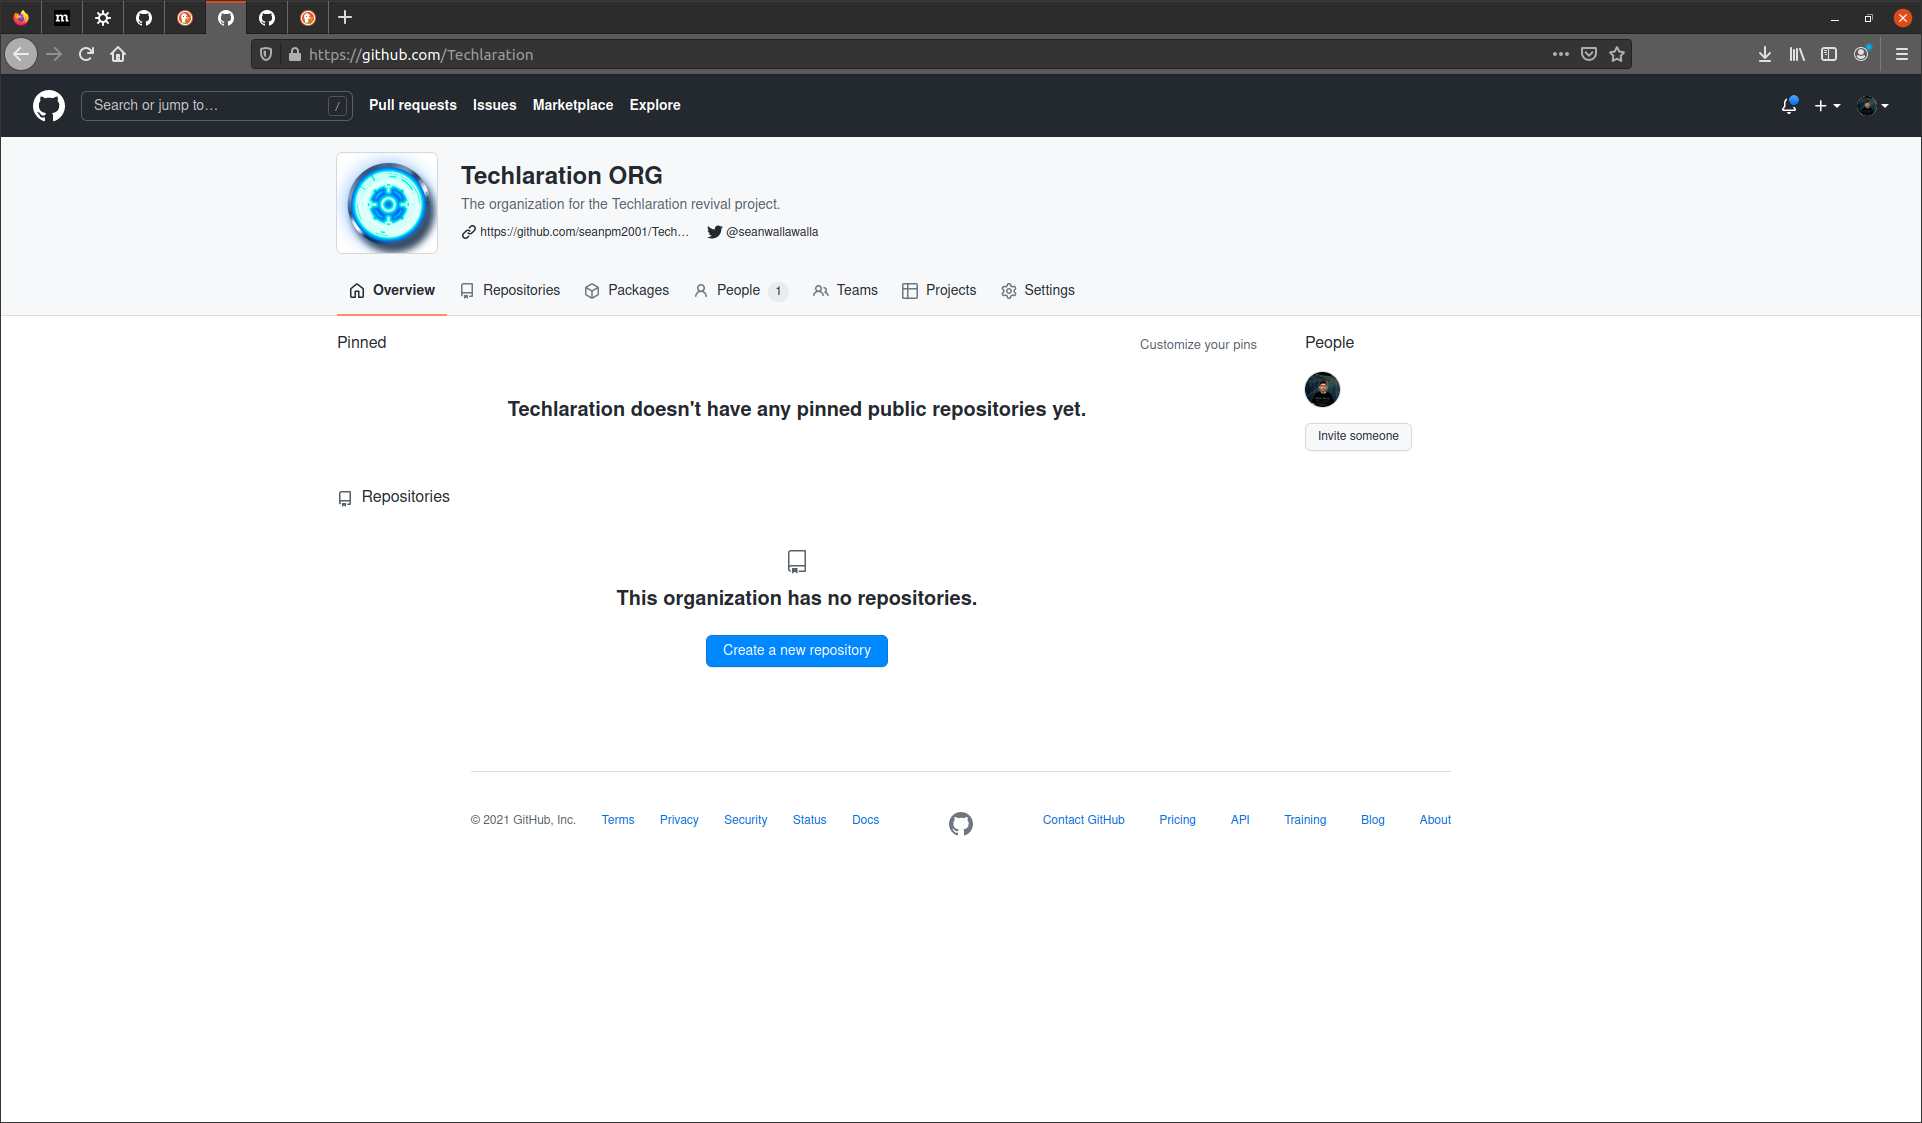 m
https://github.com/Techlaration
Search or jump to… /
Pull requests Issues Marketplace Explore
Techlaration ORG
The organization for the Techlaration revival project.
https://github.com/seanpm2001/Tech… @seanwallawalla
Overview Repositories Packages People 1 Teams Projects Settings
Pinned Customize your pins People
Techlaration doesn't have any pinned public repositories yet.
Invite someone
Repositories
This organization has no repositories.
Create a new repository
© 2021 GitHub, Inc. Terms Privacy Security Status Docs Contact GitHub Pricing API Training Blog About